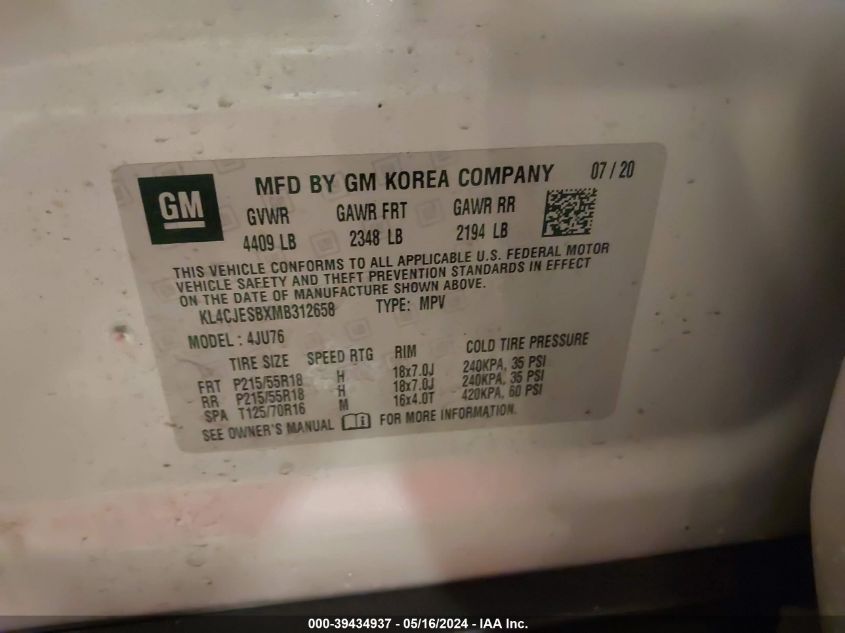 GM
MFD BY GM KOREA COMPANY 07 / 20
GVWR GAWR FRT GAWR RR
4409 LB 2348 LB 2194 LB
THIS VEHICLE CONFORMS TO ALL APPLICABLE U.S. FEDERAL MOTOR
VEHICLE SAFETY AND THEFT PREVENTION STANDARDS IN EFFECT
ON THE DATE OF MANUFACTURE SHOWN ABOVE.
KL4CJESBXMB312658 TYPE: MPV
MODEL : 4JU76
TIRE SIZE SPEED RTG RIM COLD TIRE PRESSURE
FRT P215/55R18 H 18x7.0J 240KPA, 35 PSI
RR P215/55R18 H 18x7.0J 240KPA, 35 PSI
SPA T125/70R16 M 16x4.0T 420KPA, 60 PSI
SEE OWNER'S MANUAL FOR MORE INFORMATION.
000-39434937 - 05/16/2024 - IAA Inc.